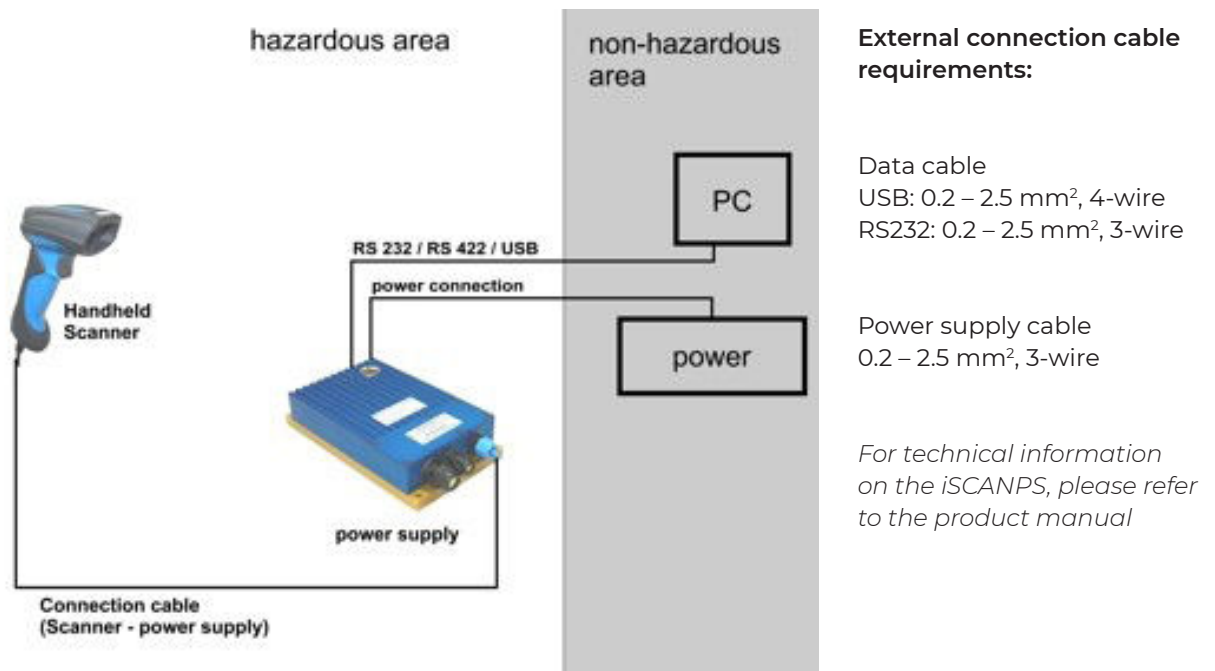 hazardous area
non-hazardous
area
PC
RS 232 / RS 422 / USB
power connection
Handheld
Scanner
power
power supply
Connection cable
(Scanner - power supply)
External connection cable
requirements:
Data cable
USB: 0.2 – 2.5 mm², 4-wire
RS232: 0.2 – 2.5 mm², 3-wire
Power supply cable
0.2 – 2.5 mm², 3-wire
For technical information
on the iSCANPS, please refer
to the product manual